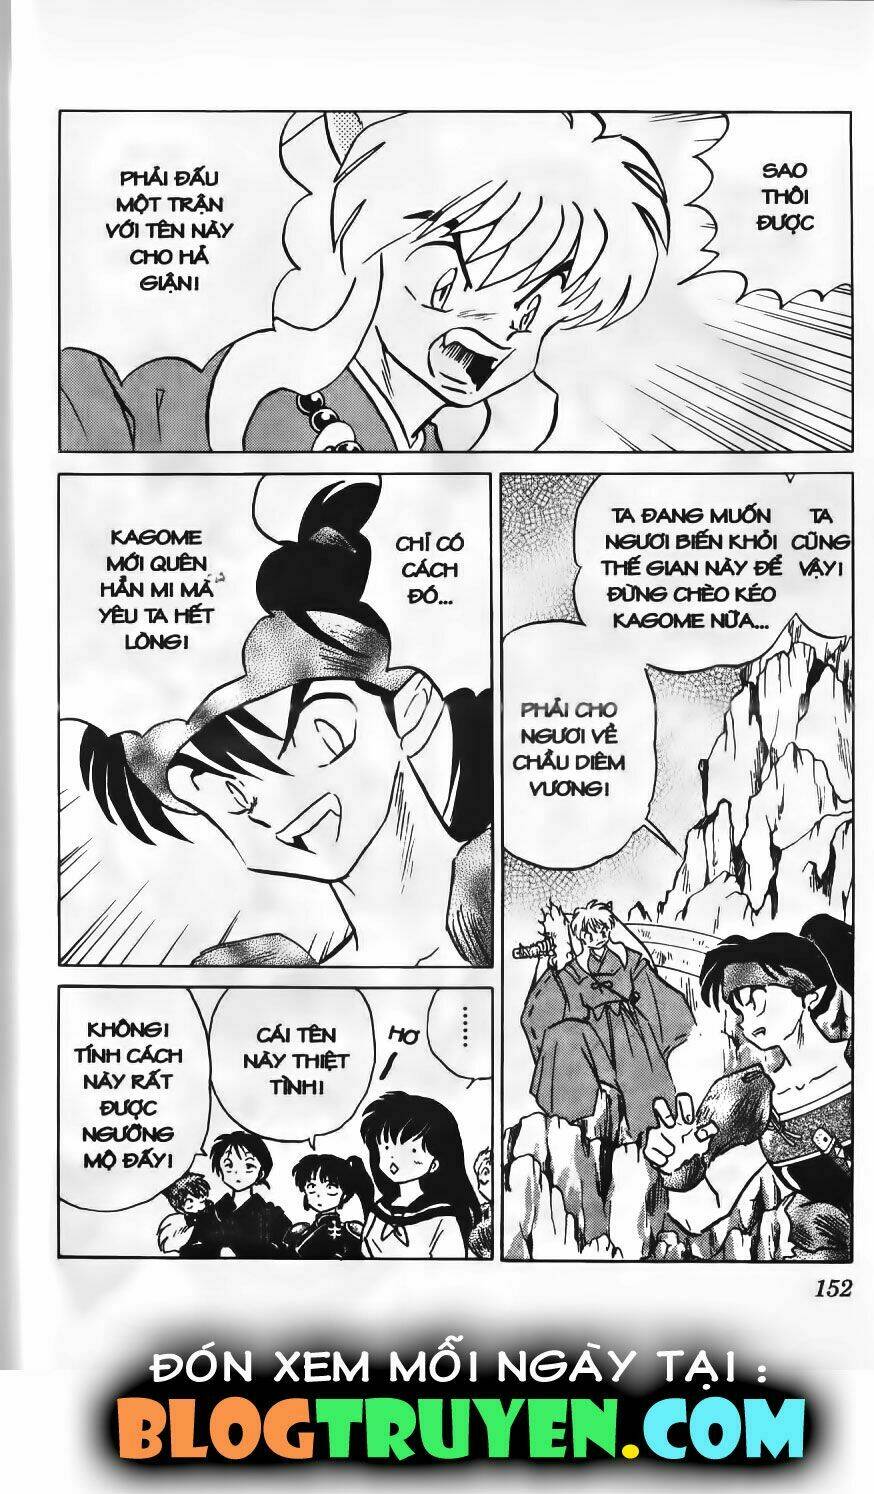 SAO
THÔI
ĐƯỢC
PHẢI ĐẤU
MỘT TRẬN
VỚI TÊN NÀY
CHO HẢ
GIẬN!
TA
CŨNG
VẬY!
TA ĐANG MUỐN
NGƯƠI BIẾN KHỎI
THẾ GIAN NÀY ĐỂ
ĐỪNG CHÈO KÉO
KAGOME NỮA...
PHẢI CHO
NGƯƠI VỀ
CHẦU DIÊM
VƯƠNG!
CHỈ CÓ
CÁCH
ĐÓ...
KAGOME
MỚI QUÊN
HẲN MI MÀ
YÊU TA HẾT
LÒNG!
......
HƠ
CÁI TÊN
NÀY THIỆT
TÌNH!
KHÔNG!
TÍNH CÁCH
NÀY RẤT
ĐƯỢC
NGƯỠNG
MỘ ĐẤY!
152
ĐÓN XEM MỖI NGÀY TẠI :
BLOGTRUYEN.COM